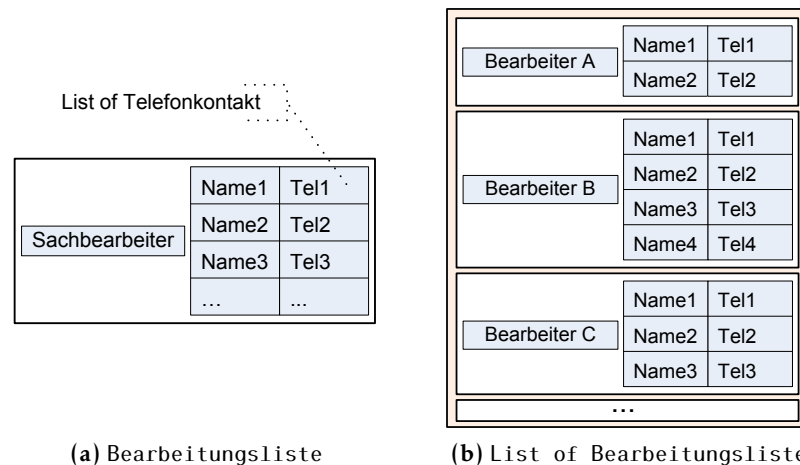 List of Telefonkontakt
Sachbearbeiter
Name1 Tel1
Name2 Tel2
Name3 Tel3
... ...
(a) Bearbeitungsliste
Bearbeiter A
Name1 Tel1
Name2 Tel2
Bearbeiter B
Name1 Tel1
Name2 Tel2
Name3 Tel3
Name4 Tel4
Bearbeiter C
Name1 Tel1
Name2 Tel2
Name3 Tel3
...
(b) List of Bearbeitungsliste